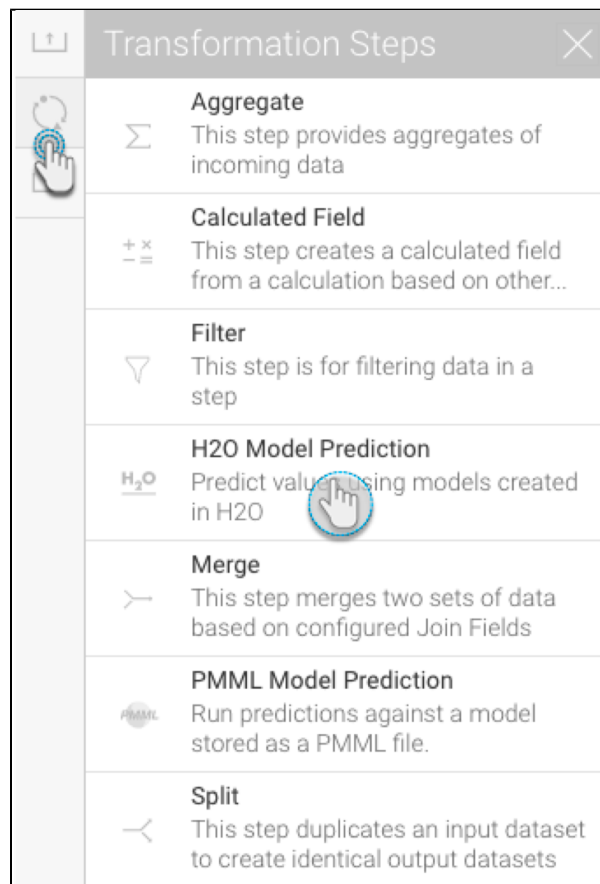 Transformation Steps
Aggregate
This step provides aggregates of
incoming data
Calculated Field
This step creates a calculated field
from a calculation based on other...
Filter
This step is for filtering data in a
step
H2O Model Prediction
H₂O
Predict values using models created
in H2O
Merge
This step merges two sets of data
based on configured Join Fields
PMML Model Prediction
PMML
Run predictions against a model
stored as a PMML file.
Split
This step duplicates an input dataset
to create identical output datasets